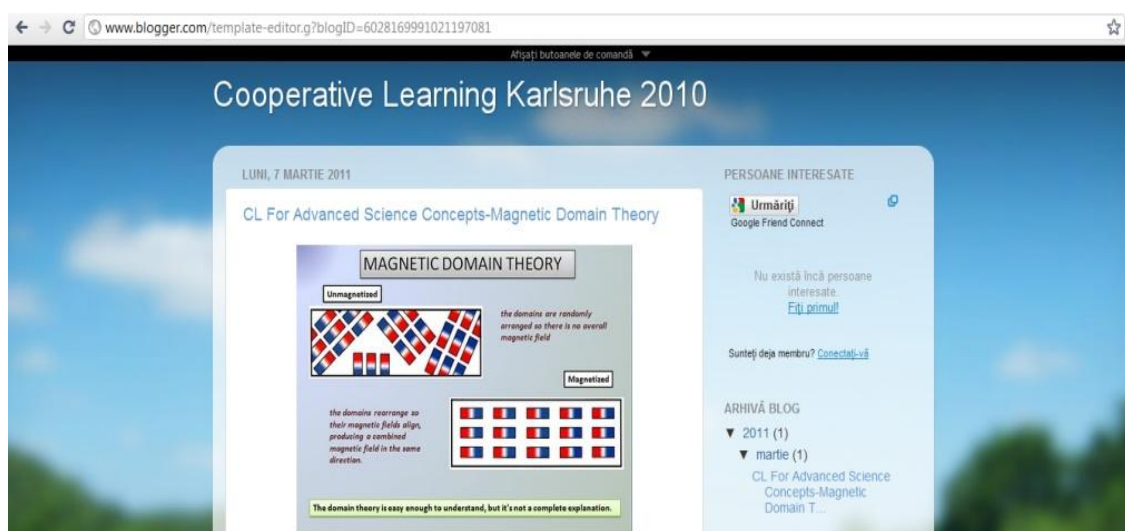 www.blogger.com/template-editor.g?blogID=6028169991021197081
Afișați butoanele de comandă
Cooperative Learning Karlsruhe 2010
LUNI, 7 MARTIE 2011
CL For Advanced Science Concepts-Magnetic Domain Theory
MAGNETIC DOMAIN THEORY
Unmagnetized
the domains are randomly
arranged so there is no overall
magnetic field
Magnetized
the domains rearrange so
their magnetic fields align,
producing a combined
magnetic field in the same
direction.
The domain theory is easy enough to understand, but it's not a complete explanation.
PERSOANE INTERESATE
Urmăriți
Google Friend Connect
Nu există încă persoane
interesate.
Fiți primul!
Sunteți deja membru? Conectați-vă
ARHIVĂ BLOG
▼ 2011 (1)
▼ martie (1)
CL For Advanced Science
Concepts-Magnetic
Domain T...